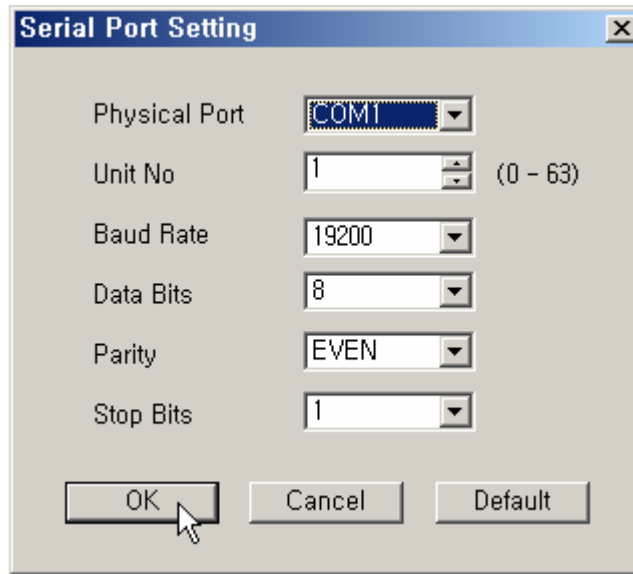 Serial Port Setting
Physical Port COM1
Unit No 1 (0 - 63)
Baud Rate 19200
Data Bits 8
Parity EVEN
Stop Bits 1
OK Cancel Default